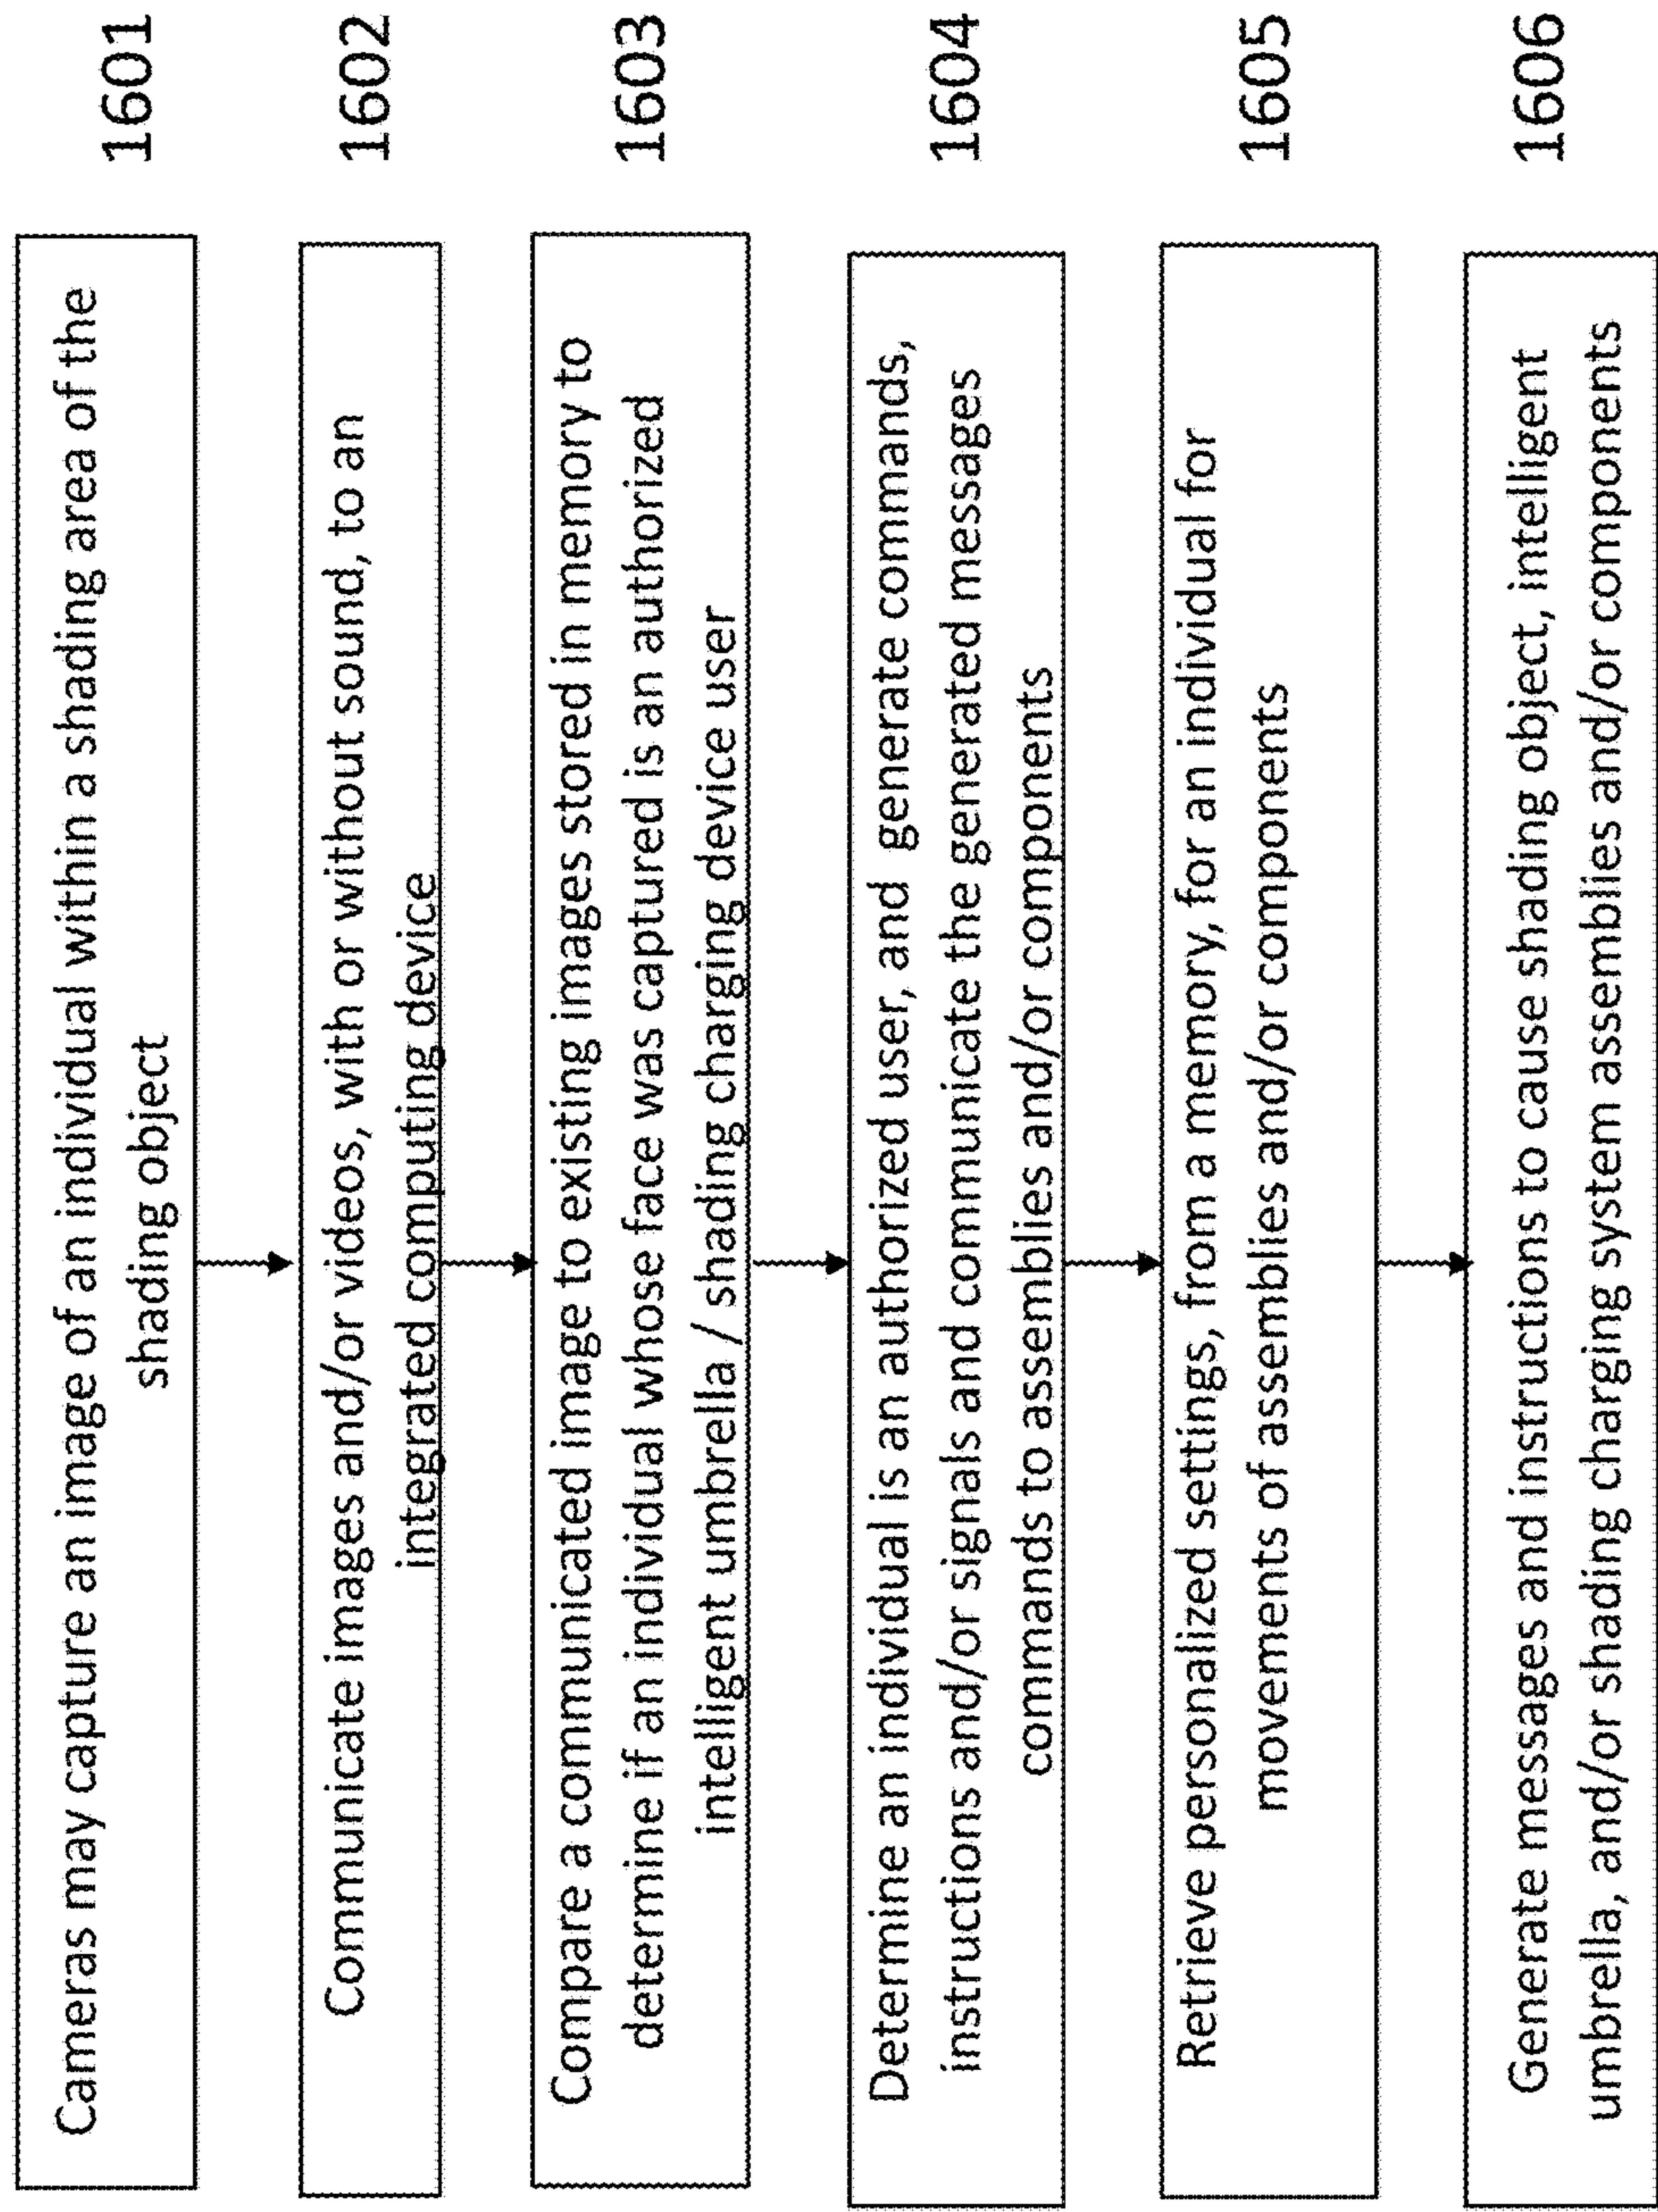 Cameras may capture an image of an individual within a shading area of the
shading object
1601
Communicate images and/or videos, with or without sound, to an
integrated computing device
1602
Compare a communicated image to existing images stored in memory to
determine if an individual whose face was captured is an authorized
intelligent umbrella / shading charging device user
1603
Determine an individual is an authorized user, and generate commands,
instructions and/or signals and communicate the generated messages
commands to assemblies and/or components
1604
Retrieve personalized settings, from a memory, for an individual for
movements of assemblies and/or components
1605
Generate messages and instructions to cause shading object, intelligent
umbrella, and/or shading charging system assemblies and/or components
1606